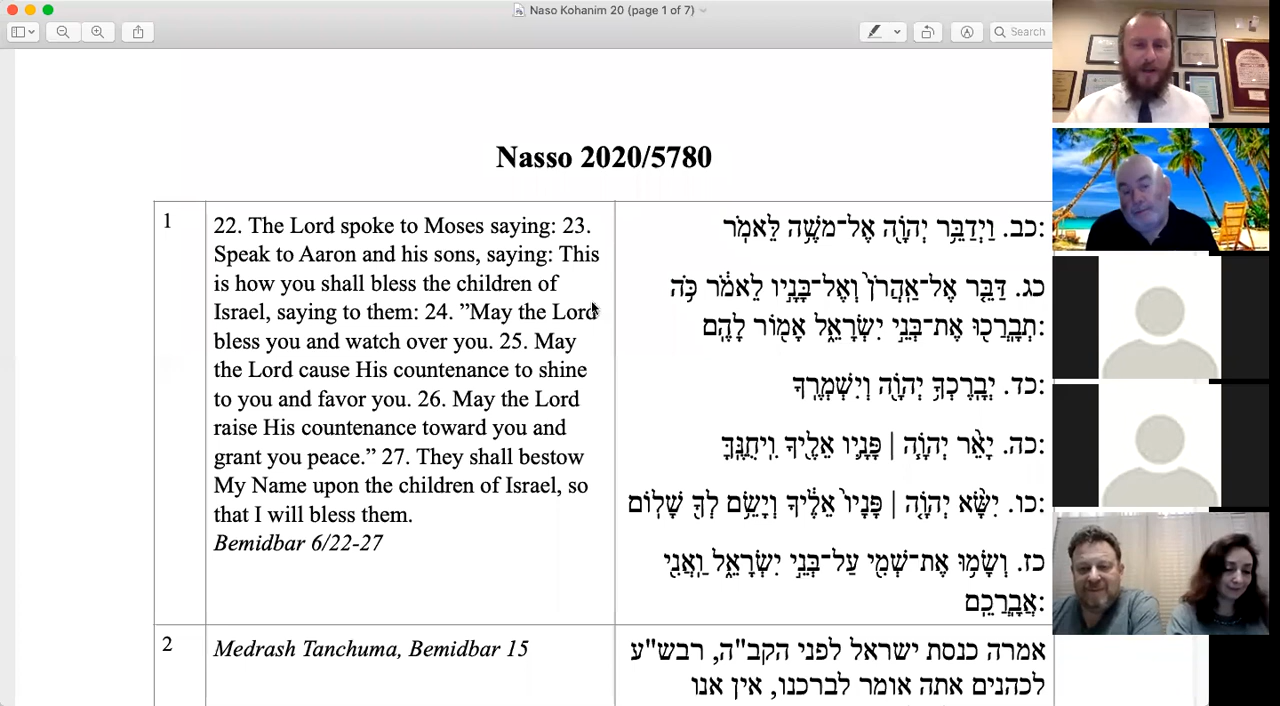 Naso Kohanim 20 (page 1 of 7)
Search
Nasso 2020/5780
1
22. The Lord spoke to Moses saying: 23.
Speak to Aaron and his sons, saying: This
is how you shall bless the children of
Israel, saying to them: 24. ”May the Lord
bless you and watch over you. 25. May
the Lord cause His countenance to shine
to you and favor you. 26. May the Lord
raise His countenance toward you and
grant you peace.” 27. They shall bestow
My Name upon the children of Israel, so
that I will bless them.
Bemidbar 6/22-27
כב. וַיְדַבֵּ֥ר יְהֹוָ֖ה אֶל־משֶׁ֥ה לֵּאמֹֽר:
כג. דַּבֵּ֤ר אֶל־אַֽהֲרֹן֙ וְאֶל־בָּנָ֣יו לֵאמֹ֔ר כֹּ֥ה
תְבָֽרֲכ֖וּ אֶת־בְּנֵ֣י יִשְׂרָאֵ֑ל אָמ֖וֹר לָהֶֽם:
כד. יְבָֽרֶכְךָ֥ יְהֹוָ֖ה וְיִשְׁמְרֶֽךָ:
כה. יָאֵ֨ר יְהֹוָ֧ה | פָּנָ֛יו אֵלֶ֖יךָ וִֽיחֻנֶּֽךָּ:
כו. יִשָּׂ֨א יְהֹוָ֤ה | פָּנָיו֙ אֵלֶ֔יךָ וְיָשֵׂ֥ם לְךָ֖ שָׁלֽוֹם:
כז. וְשָׂמ֥וּ אֶת־שְׁמִ֖י עַל־בְּנֵ֣י יִשְׂרָאֵ֑ל וַֽאֲנִ֖י
אֲבָֽרֲכֵֽם:
2
Medrash Tanchuma, Bemidbar 15
אמרה כנסת ישראל לפני הקב"ה, רבש"ע
לכהנים אתה אומר לברכנו, אין אנו